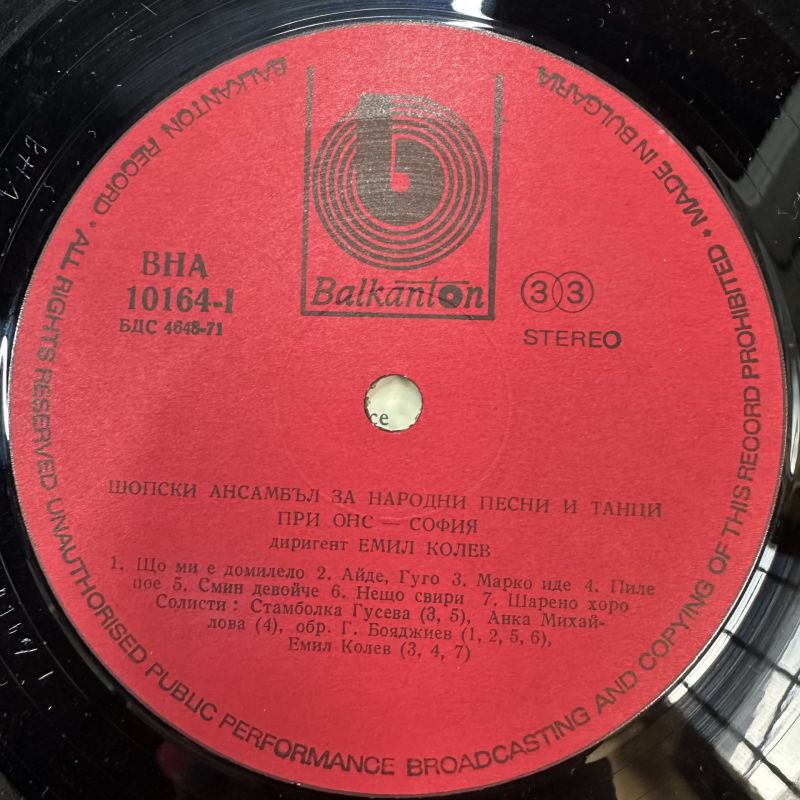 BALKANTON RECORD • ALL RIGHTS RESERVED UNAUTHORISED PUBLIC PERFORMANCE BROADCASTING AND COPYING OF THIS RECORD PROHIBITED • MADE IN BULGARIA
Balkanton
ВНА
10164-I
БДС 4648-71
33
STEREO
ce
ШОПСКИ АНСАМБЪЛ ЗА НАРОДНИ ПЕСНИ И ТАНЦИ
ПРИ ОНС — СОФИЯ
диригент ЕМИЛ КОЛЕВ
1. Що ми е домилело 2. Айде, Гуго 3. Марко иде 4. Пиле
пое 5. Смин девойче 6. Нещо свири 7. Шарено хоро
Солисти: Стамболка Гусева (3, 5), Анка Михай-
лова (4), обр. Г. Бояджиев (1, 2, 5, 6),
Емил Колев (3, 4, 7)